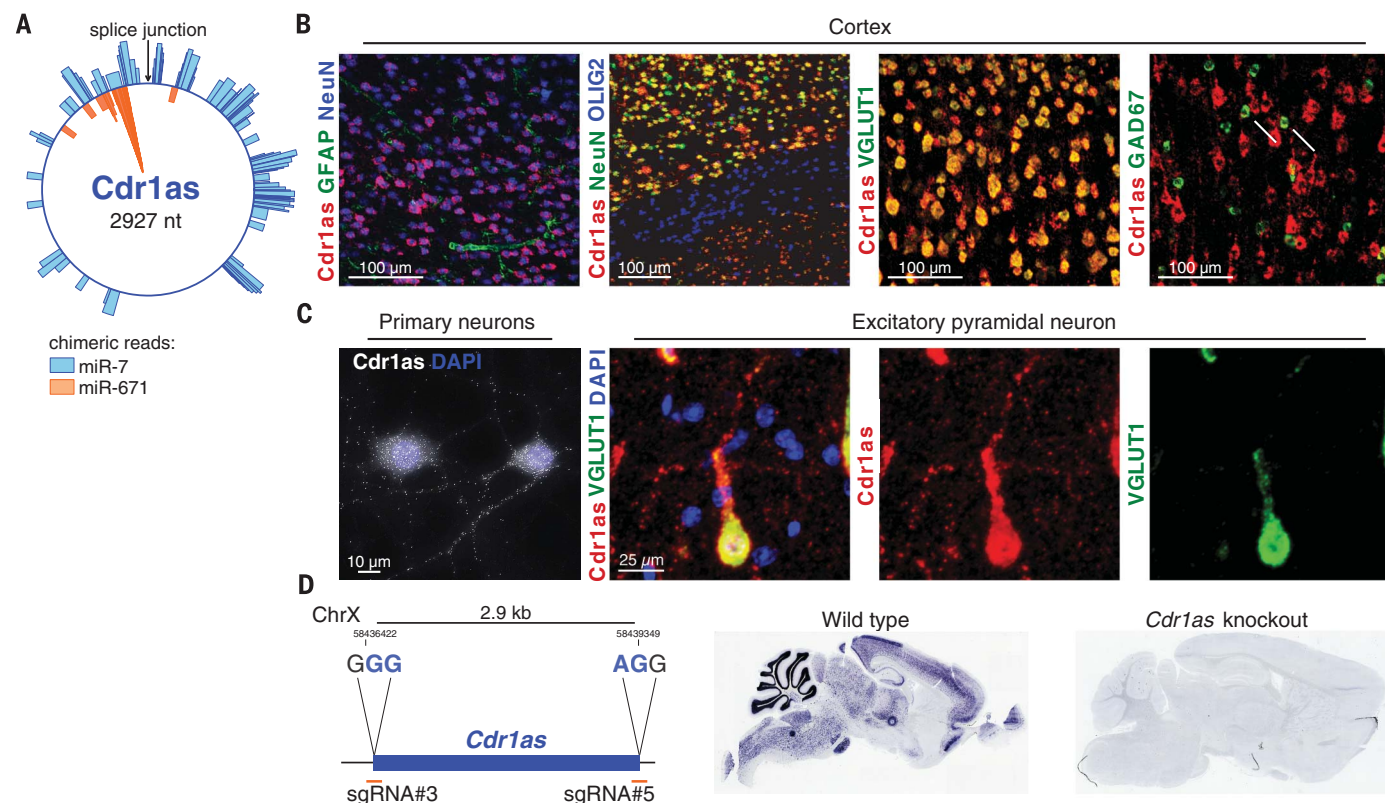 A
splice junction
Cdr1as
2927 nt
chimeric reads:
miR-7
miR-671
B
Cortex
Cdr1as GFAP NeuN
100 µm
Cdr1as NeuN OLIG2
100 µm
Cdr1as VGLUT1
100 µm
Cdr1as GAD67
100 µm
C
Primary neurons
Excitatory pyramidal neuron
Cdr1as DAPI
10 µm
Cdr1as VGLUT1 DAPI
25 µm
Cdr1as
VGLUT1
D
ChrX
2.9 kb
58436422
58439349
GGG
AGG
Cdr1as
sgRNA#3
sgRNA#5
Wild type
Cdr1as knockout